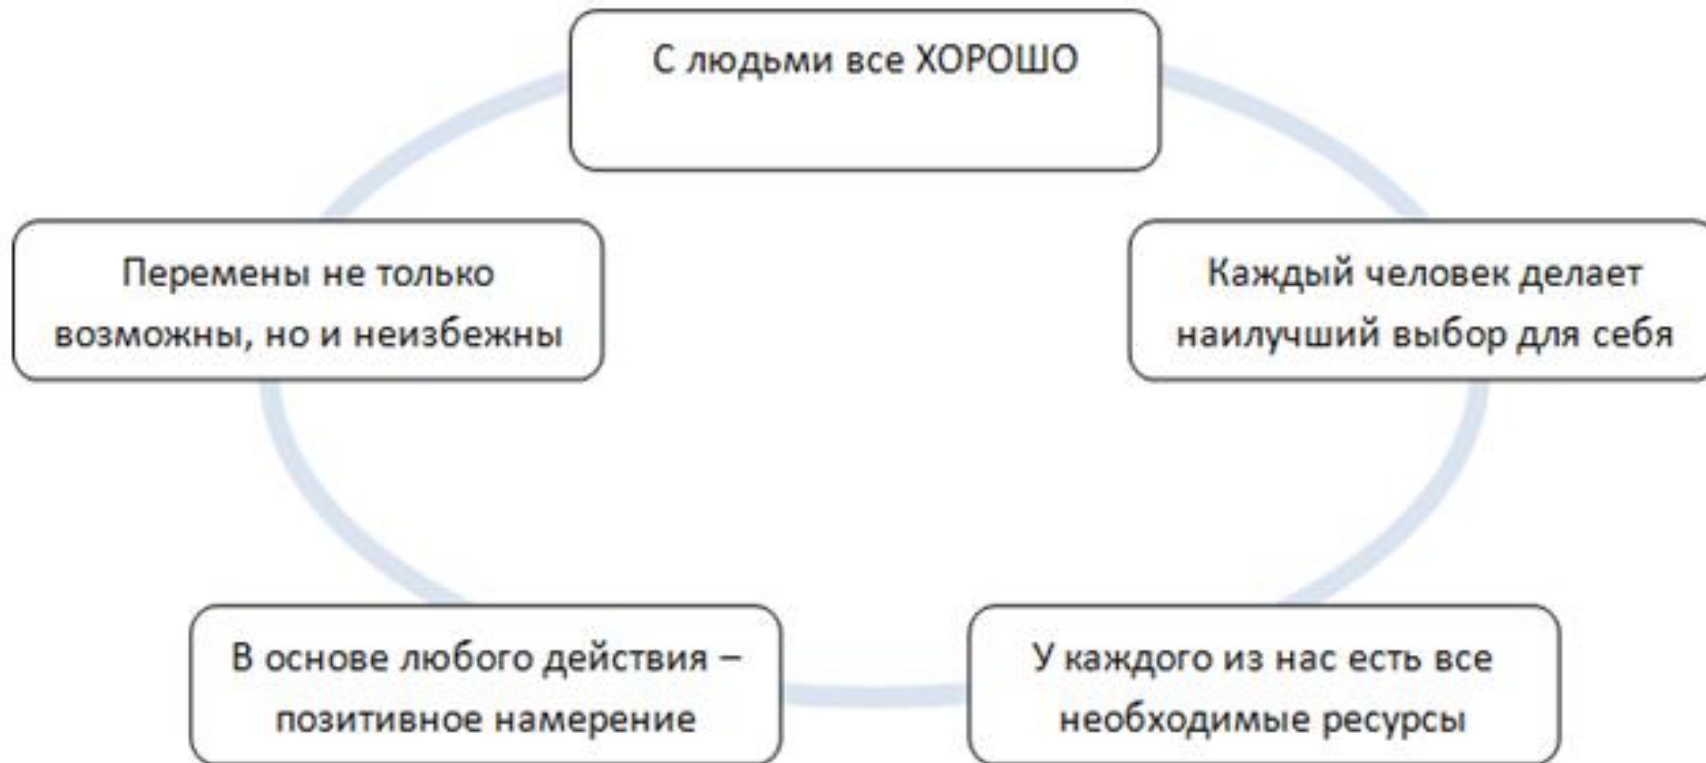 С людьми все ХОРОШО
Каждый человек делает
наилучший выбор для себя
У каждого из нас есть все
необходимые ресурсы
В основе любого действия –
позитивное намерение
Перемены не только
возможны, но и неизбежны